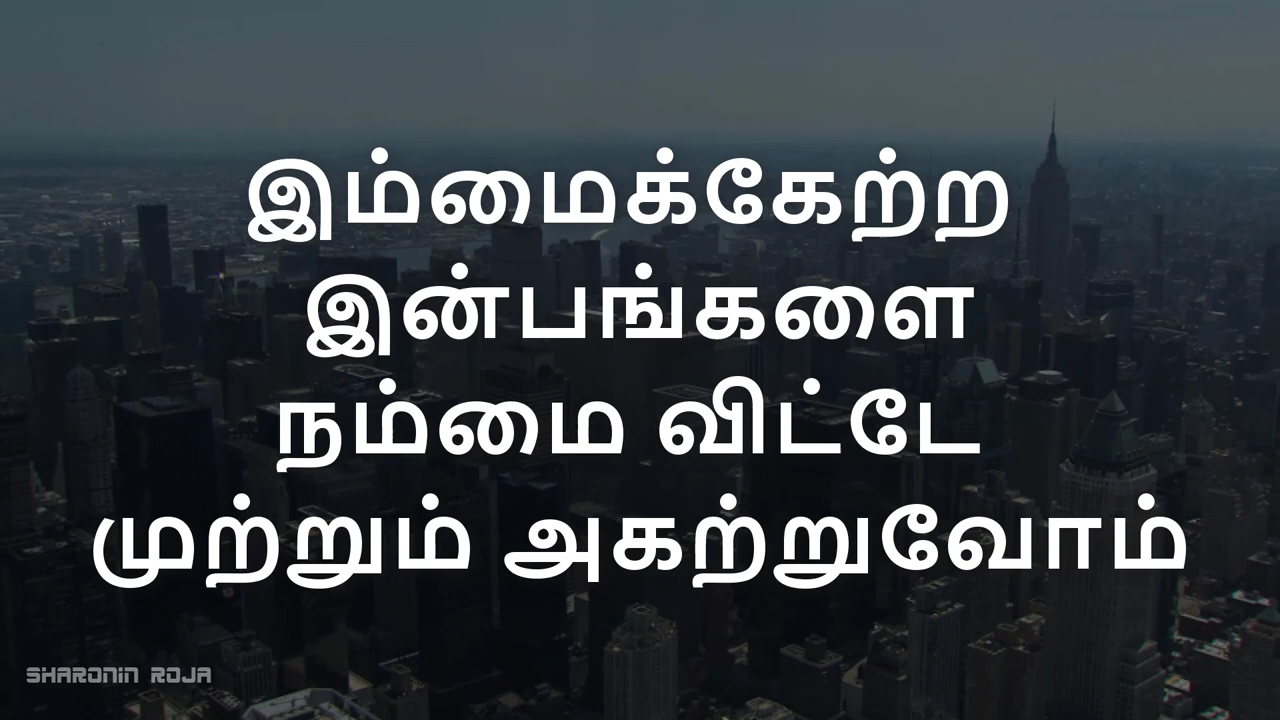 இம்மைக்கேற்ற
இன்பங்களை
நம்மை விட்டே
முற்றும் அகற்றுவோம்
SHARONIN ROJA